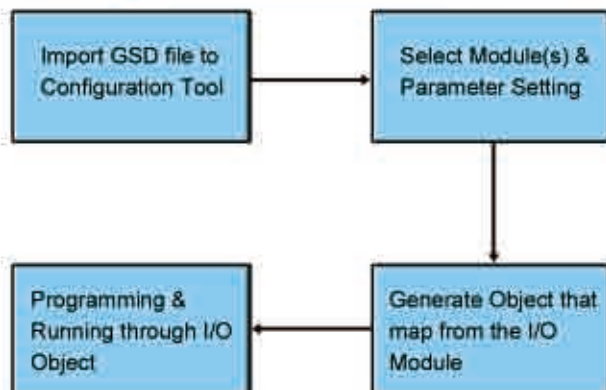 Import GSD file to
Configuration Tool
Select Module(s) &
Parameter Setting
Generate Object that
map from the I/O
Module
Programming &
Running through I/O
Object